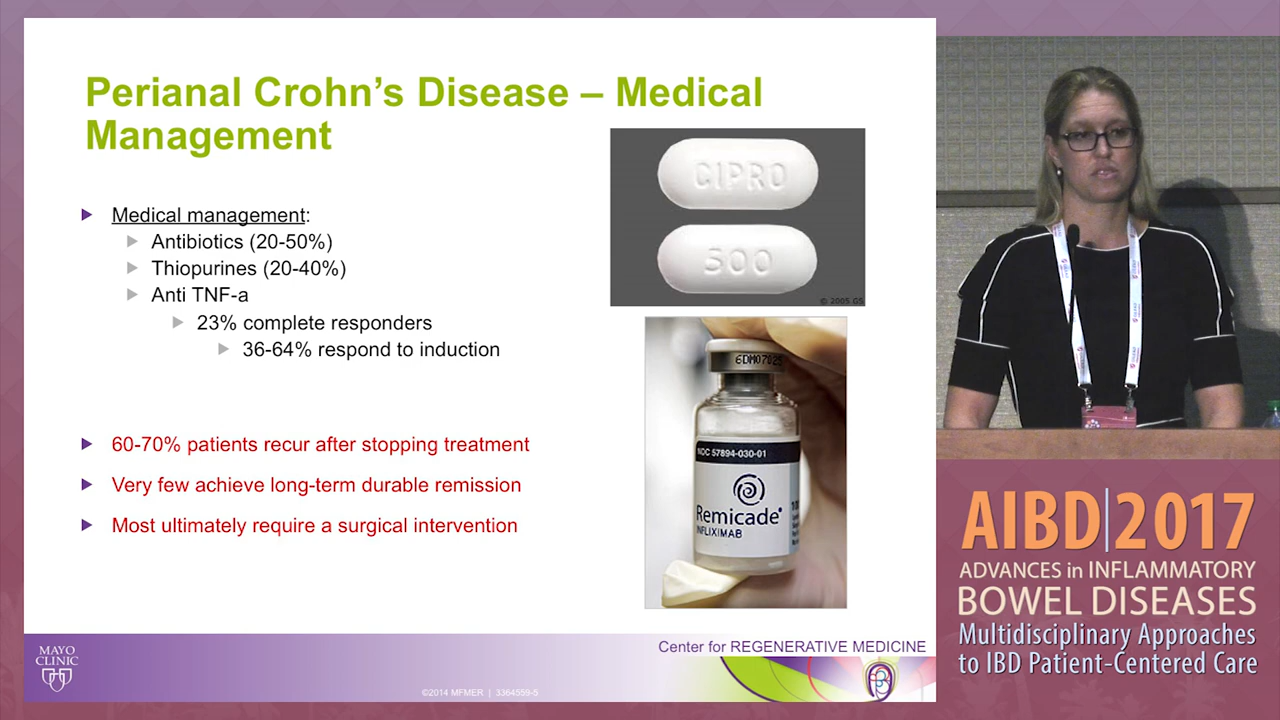 Perianal Crohn's Disease – Medical
Management
Medical management:
Antibiotics (20-50%)
Thiopurines (20-40%)
Anti TNF-a
23% complete responders
36-64% respond to induction
60-70% patients recur after stopping treatment
Very few achieve long-term durable remission
Most ultimately require a surgical intervention
CIPRO
500
© 2005 GS
NDC 57894-030-01
Remicade
INFLIXIMAB
MAYO
CLINIC
Center for REGENERATIVE MEDICINE
©2014 MFMER | 3364559-5
AIBD|2017
ADVANCES in INFLAMMATORY
BOWEL DISEASES
Multidisciplinary Approaches
to IBD Patient-Centered Care